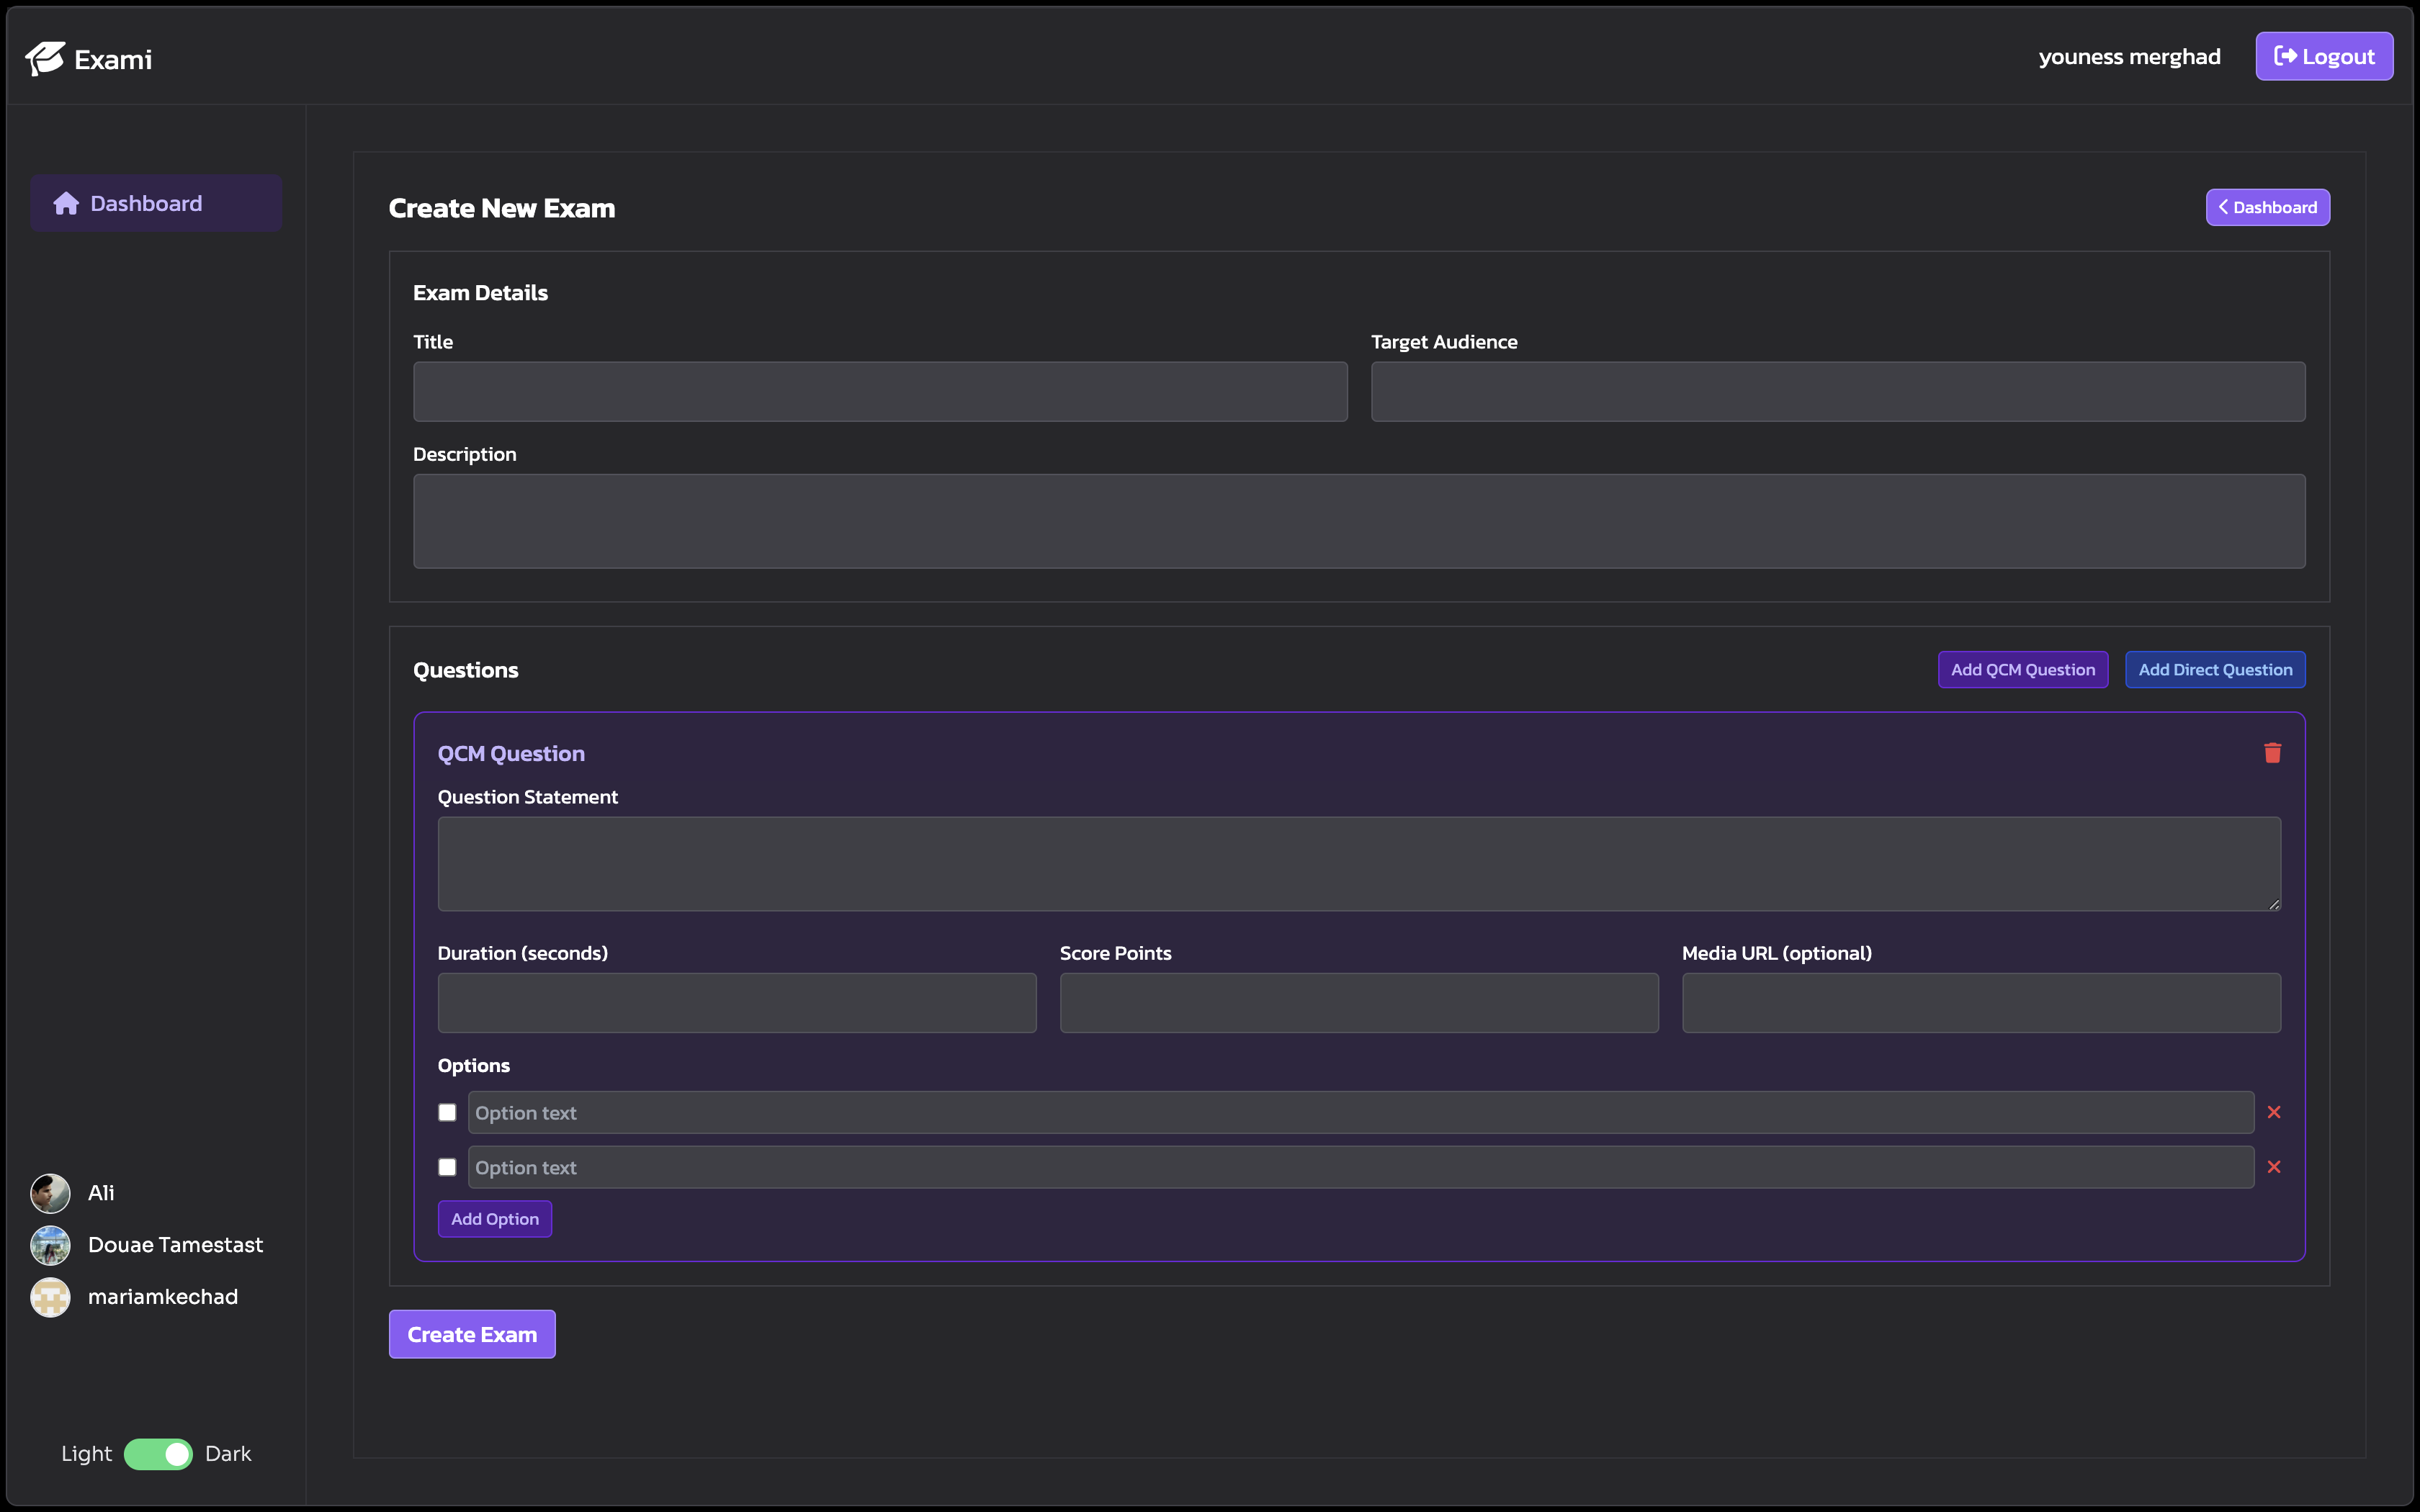 Exami
youness merghad
Logout
Dashboard
Create New Exam
Dashboard
Exam Details
Title
Target Audience
Description
Questions
Add QCM Question
Add Direct Question
QCM Question
Question Statement
Duration (seconds)
Score Points
Media URL (optional)
Options
Option text
Option text
Add Option
Create Exam
Ali
Douae Tamestast
mariamkechad
Light
Dark